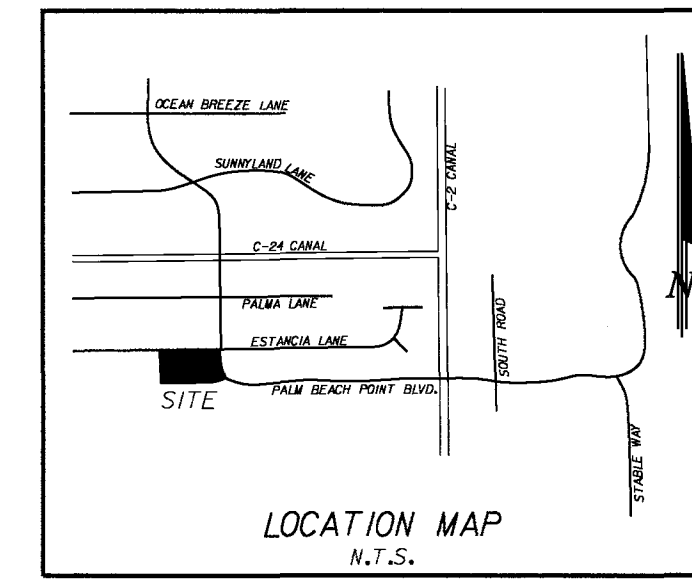 OCEAN BREEZE LANE
SUNNYLAND LANE
C-2 CANAL
C-24 CANAL
PALMA LANE
SOUTH ROAD
ESTANCIA LANE
SITE
PALM BEACH POINT BLVD.
STABLE WAY
N
LOCATION MAP
N.T.S.